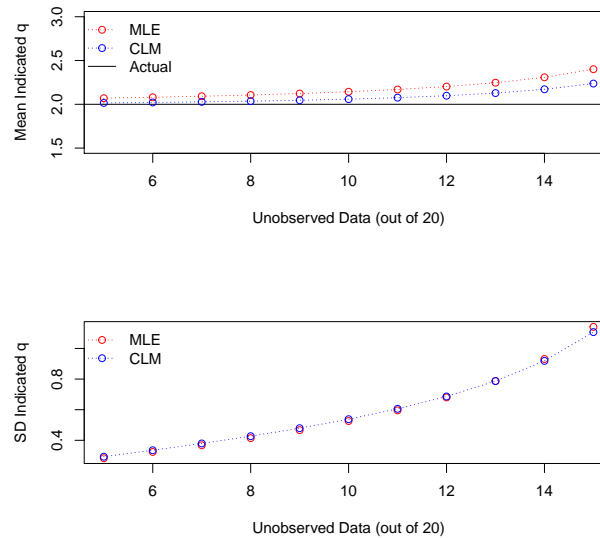 Mean Indicated q
3.0
2.5
2.0
1.5
MLE
CLM
Actual
6 8 10 12 14
Unobserved Data (out of 20)
SD Indicated q
0.8
0.4
MLE
CLM
6 8 10 12 14
Unobserved Data (out of 20)